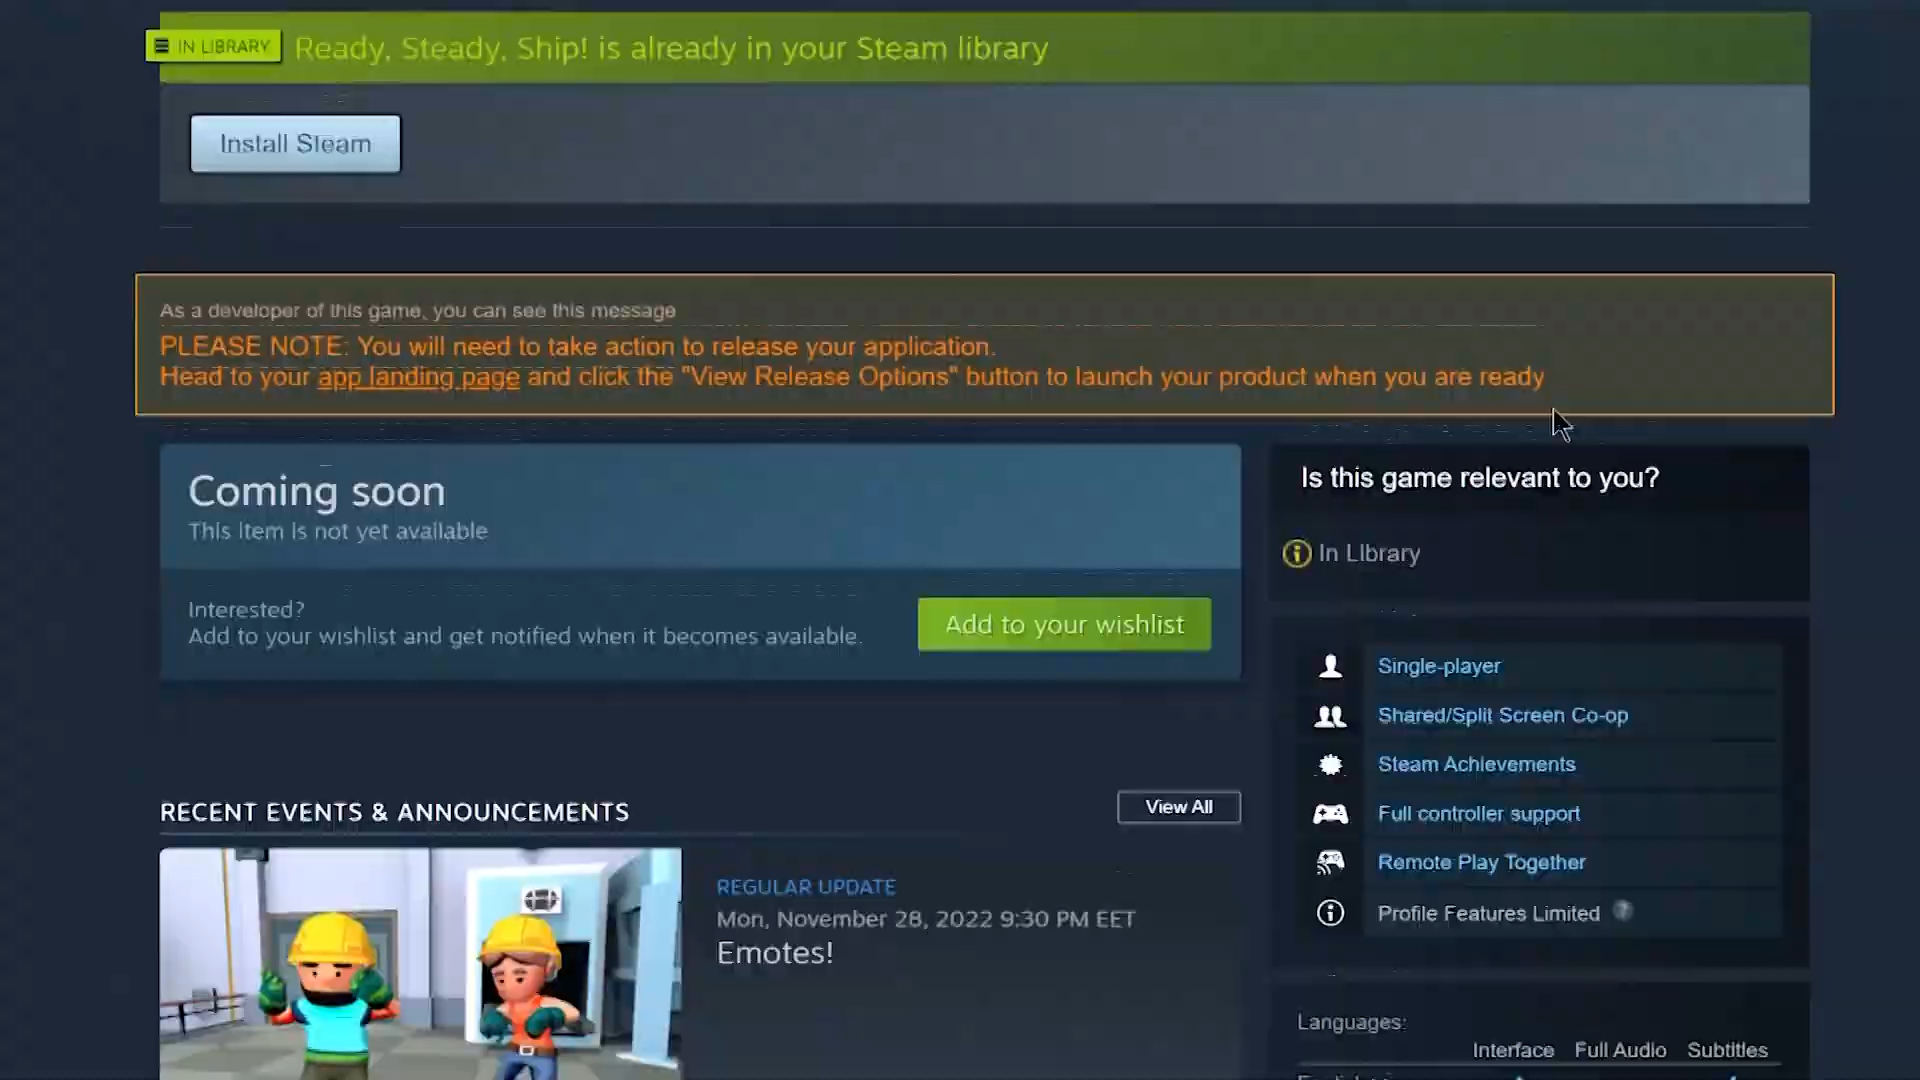 IN LIBRARY
Ready, Steady, Ship! is already in your Steam library
Install Steam
As a developer of this game, you can see this message
PLEASE NOTE: You will need to take action to release your application.
Head to your app landing page and click the "View Release Options" button to launch your product when you are ready
Coming soon
This item is not yet available
Interested?
Add to your wishlist and get notified when it becomes available.
Add to your wishlist
Is this game relevant to you?
In Library
Single-player
Shared/Split Screen Co-op
Steam Achievements
Full controller support
Remote Play Together
Profile Features Limited ?
RECENT EVENTS & ANNOUNCEMENTS
View All
REGULAR UPDATE
Mon, November 28, 2022 9:30 PM EET
Emotes!
Languages:
Interface Full Audio Subtitles